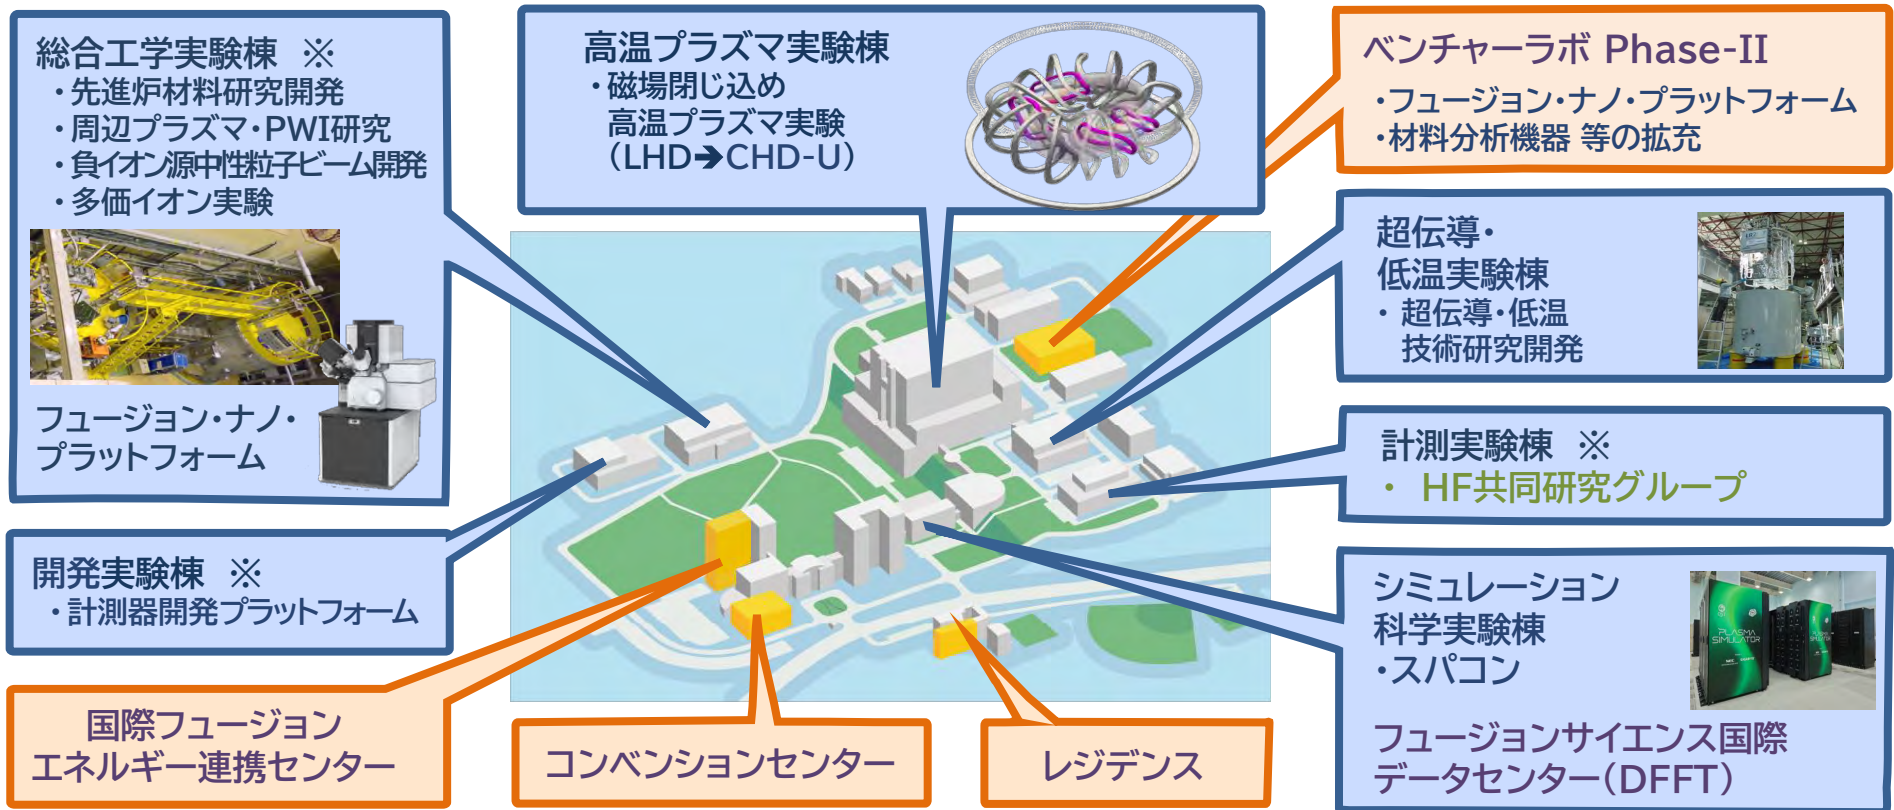 総合工学実験棟 ※
・先進炉材料研究開発
・周辺プラズマ・PWI研究
・負イオン源中性粒子ビーム開発
・多価イオン実験
フュージョン・ナノ・
プラットフォーム
高温プラズマ実験棟
・磁場閉じ込め
高温プラズマ実験
（LHD➔CHD-U）
ベンチャーラボ Phase-II
・フュージョン・ナノ・プラットフォーム
・材料分析機器 等の拡充
超伝導・
低温実験棟
・ 超伝導・低温
技術研究開発
計測実験棟 ※
・ HF共同研究グループ
開発実験棟 ※
・計測器開発プラットフォーム
シミュレーション
科学実験棟
・スパコン
PLASMA
SIMULATOR
フュージョンサイエンス国際
データセンター（DFFT）
国際フュージョン
エネルギー連携センター
コンベンションセンター
レジデンス